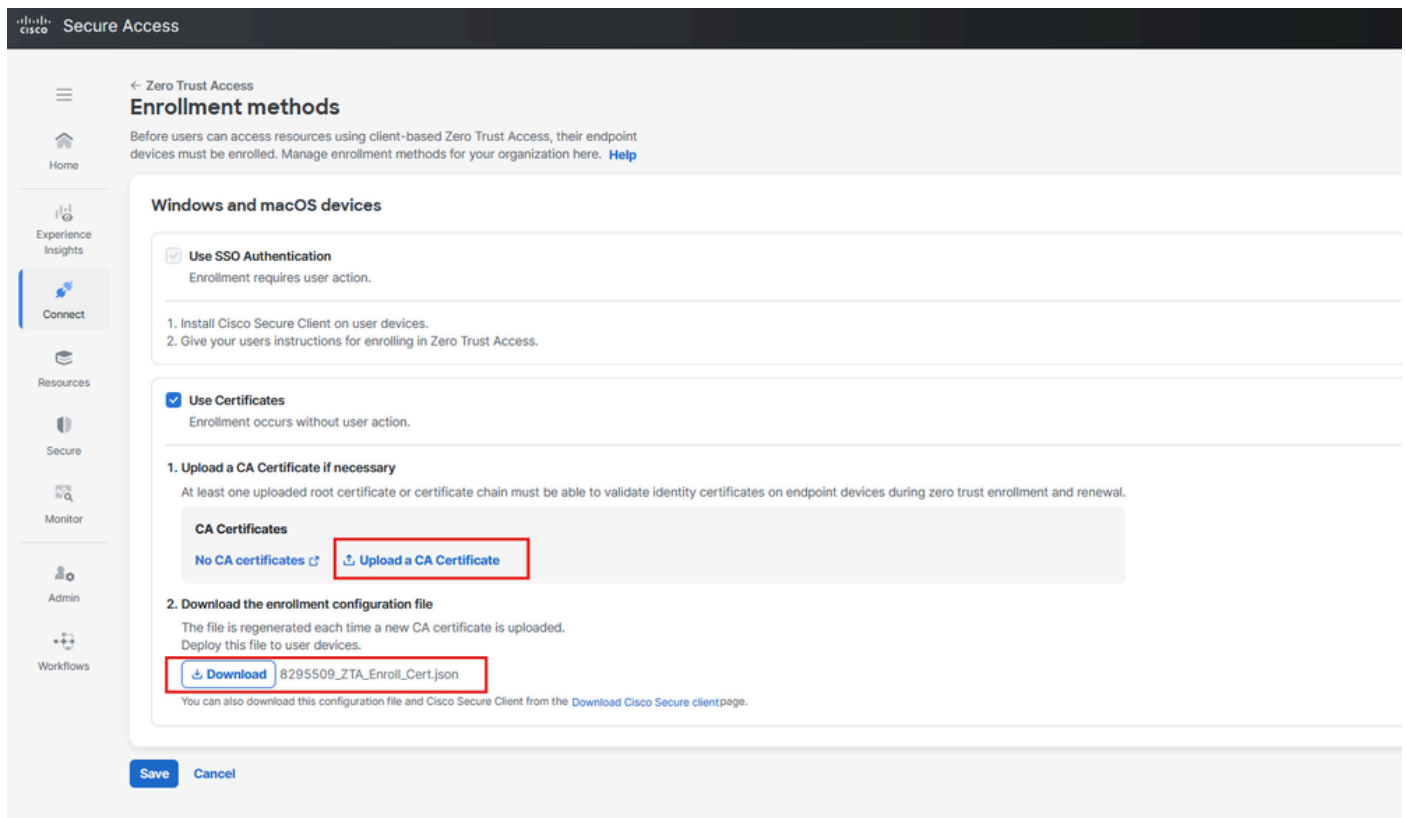 cisco Secure Access
← Zero Trust Access
Enrollment methods
Before users can access resources using client-based Zero Trust Access, their endpoint
devices must be enrolled. Manage enrollment methods for your organization here. Help
Home
Experience
Insights
Connect
Resources
Secure
Monitor
Admin
Workflows
Windows and macOS devices
Use SSO Authentication
Enrollment requires user action.
1. Install Cisco Secure Client on user devices.
2. Give your users instructions for enrolling in Zero Trust Access.
Use Certificates
Enrollment occurs without user action.
1. Upload a CA Certificate if necessary
At least one uploaded root certificate or certificate chain must be able to validate identity certificates on endpoint devices during zero trust enrollment and renewal.
CA Certificates
No CA certificates Upload a CA Certificate
2. Download the enrollment configuration file
The file is regenerated each time a new CA certificate is uploaded.
Deploy this file to user devices.
Download 8295509_ZTA_Enroll_Cert.json
You can also download this configuration file and Cisco Secure Client from the Download Cisco Secure clientpage.
Save Cancel